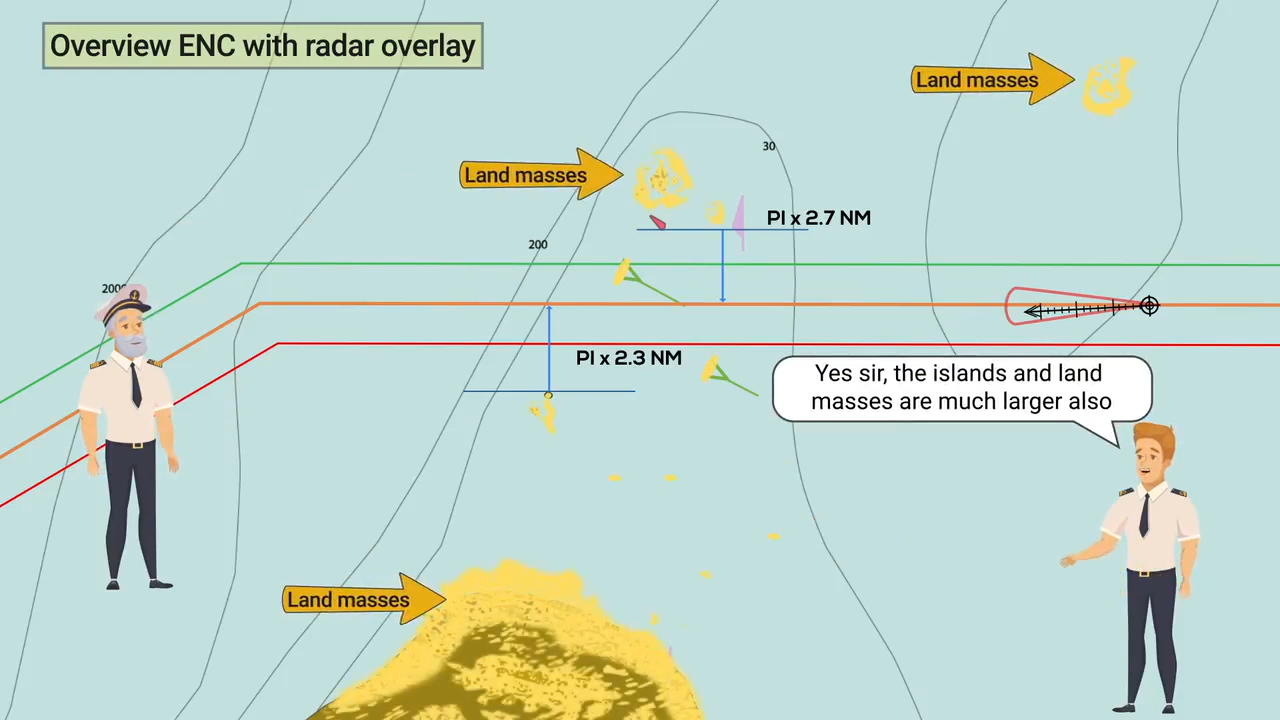 Overview ENC with radar overlay
Land masses
30
Land masses
PI x 2.7 NM
200
PI x 2.3 NM
Yes sir, the islands and land
masses are much larger also
Land masses